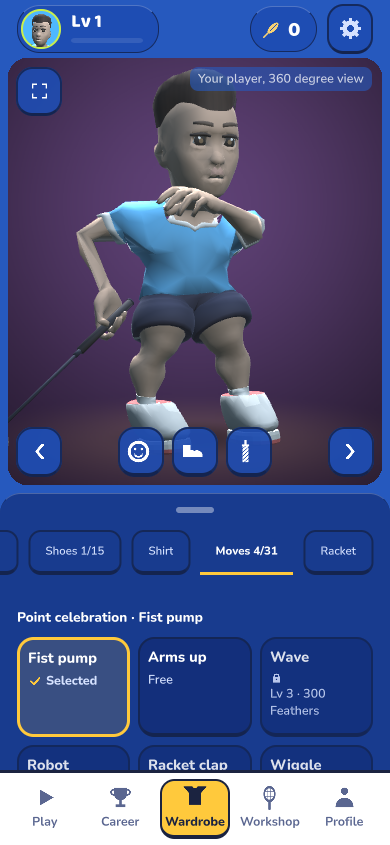 Lv 1
0
Your player, 360 degree view
Shoes 1/15
Shirt
Moves 4/31
Racket
Point celebration · Fist pump
Fist pump
Selected
Arms up
Free
Wave
Lv 3 · 300
Feathers
Robot
Racket clap
Wiggle
Play
Career
Wardrobe
Workshop
Profile